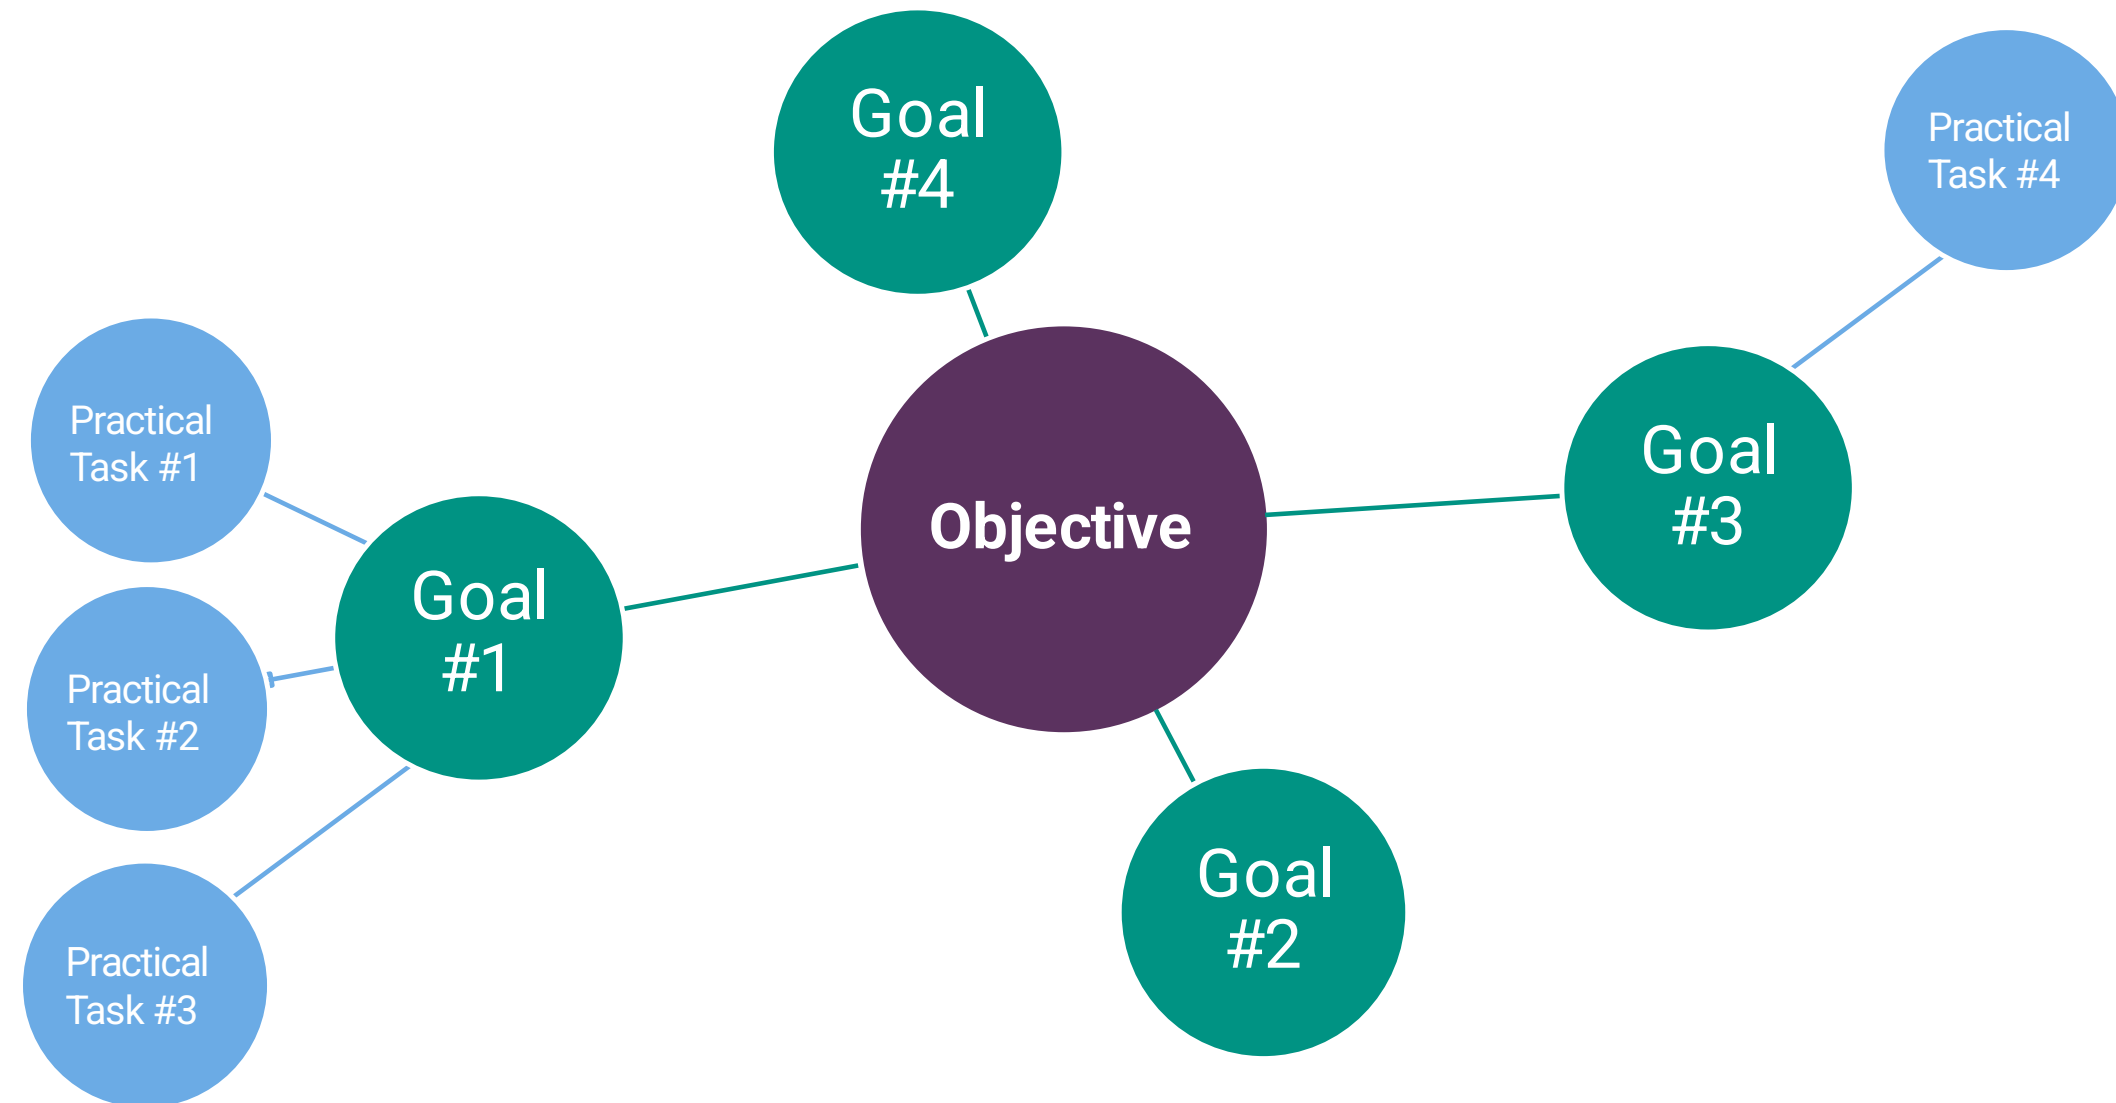 Goal
#4
Practical
Task #4
Practical
Task #1
Goal
#3
Objective
Goal
#1
Practical
Task #2
Goal
#2
Practical
Task #3